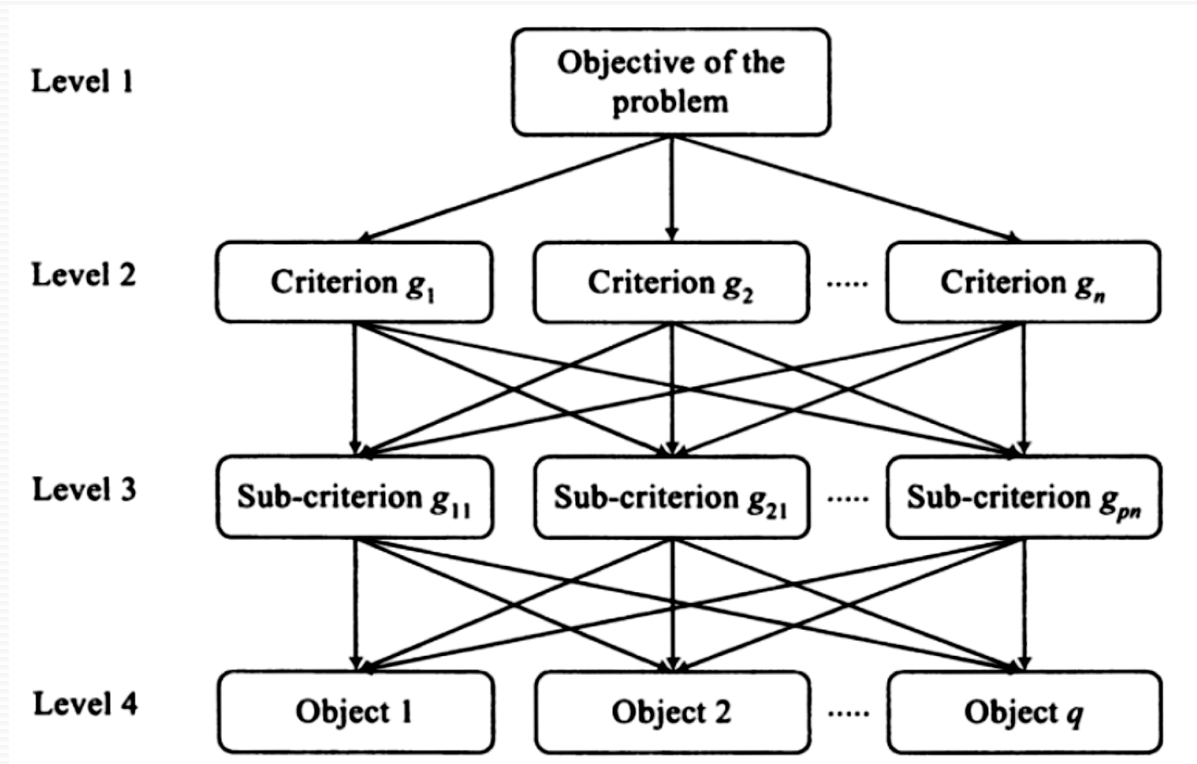 Level 1
Objective of the
problem
Level 2
Criterion g₁
Criterion g₂
.....
Criterion gₙ
Level 3
Sub-criterion g₁₁
Sub-criterion g₂₁
.....
Sub-criterion gₚₙ
Level 4
Object 1
Object 2
.....
Object q